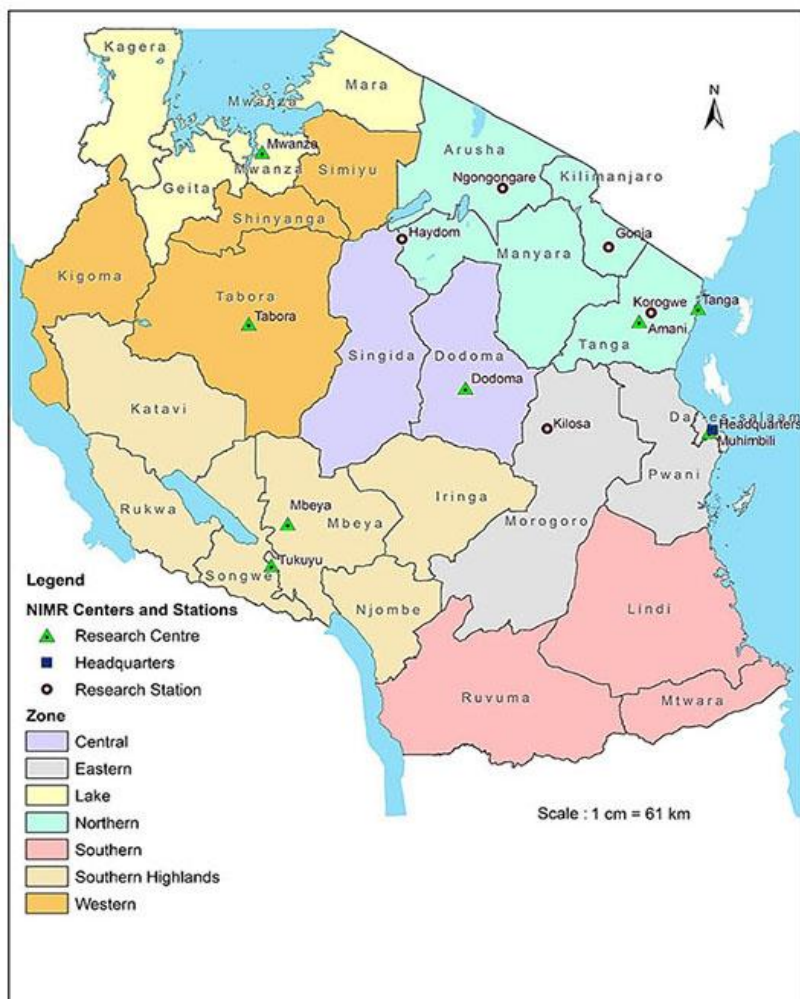 Kagera
Mara
Mwanza
N
Mwanza
Mwanza
Simiyu
Arusha
Ngongongare
Kilimanjaro
Geita
Shinyanga
Haydom
Gonja
Manyara
Kigoma
Tabora
Tabora
Korogwe
Tanga
Amani
Tanga
Singida
Dodoma
Dodoma
Katavi
Kilosa
Dar-es-salaam
Headquarters
Muhimbili
Pwani
Rukwa
Iringa
Mbeya
Mbeya
Morogoro
Tukuyu
Songwe
Njombe
Lindi
Ruvuma
Mtwara
Legend
NIMR Centers and Stations
Research Centre
Headquarters
Research Station
Zone
Central
Eastern
Lake
Northern
Southern
Southern Highlands
Western
Scale : 1 cm = 61 km